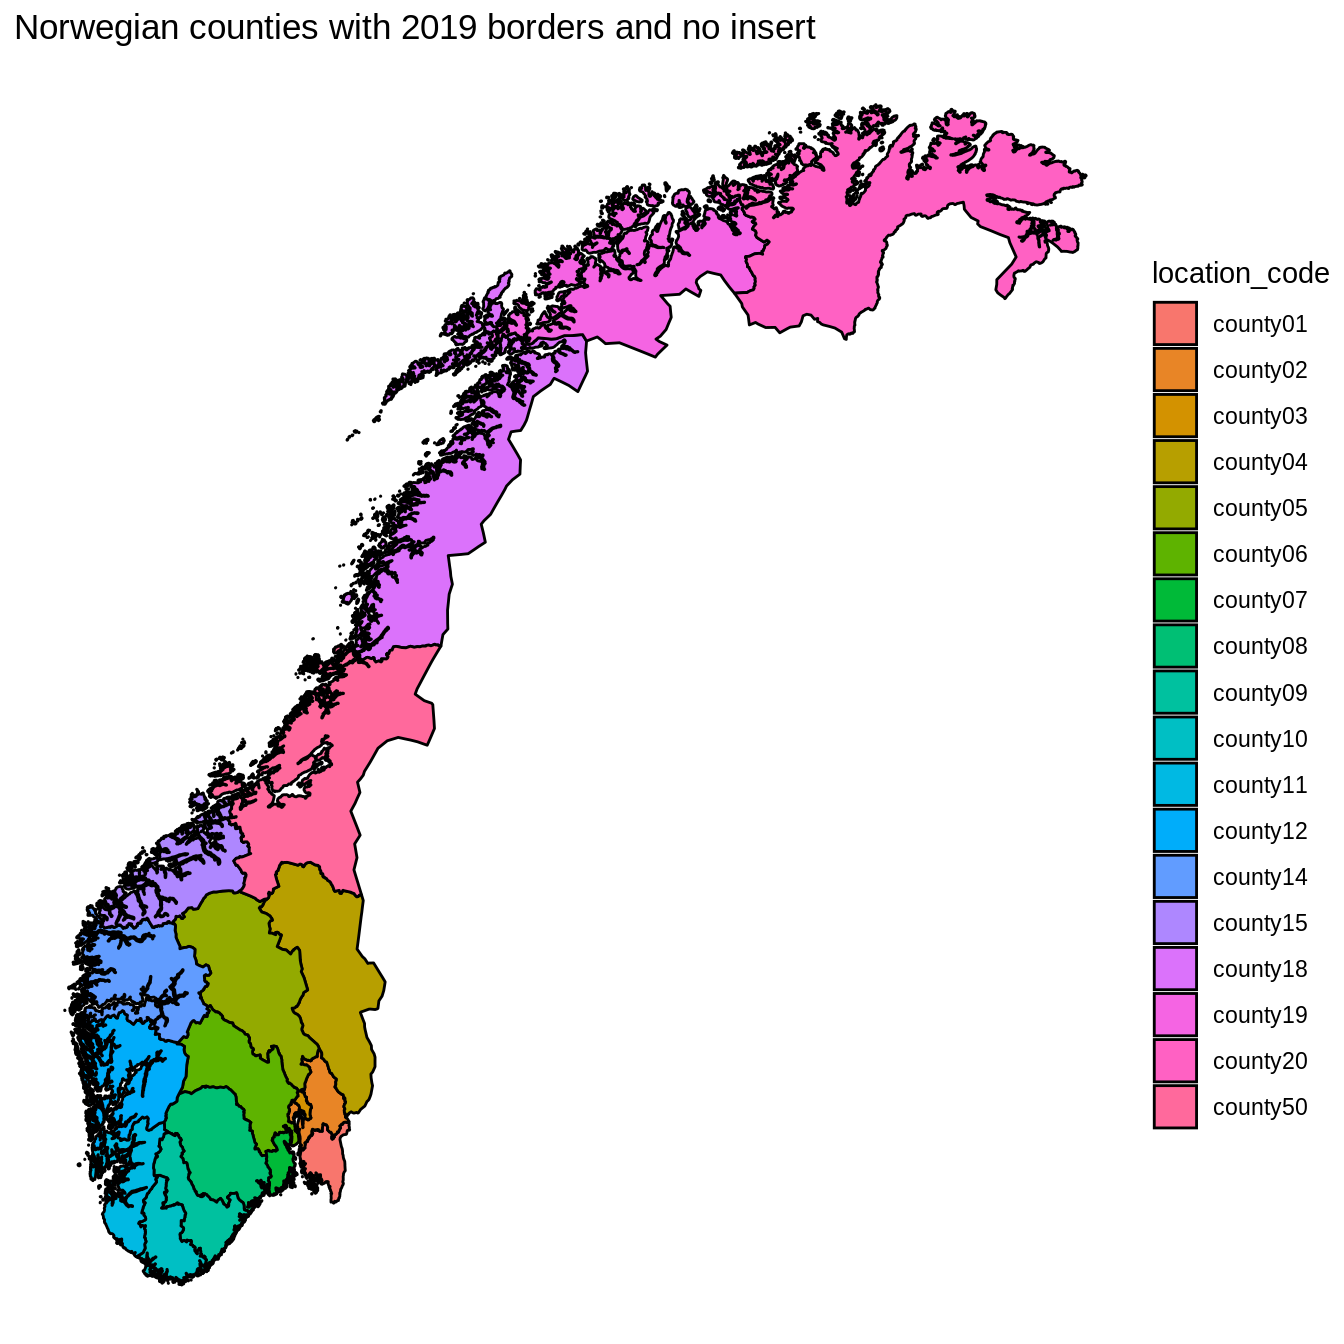 Norwegian counties with 2019 borders and no insert
location_code
county01
county02
county03
county04
county05
county06
county07
county08
county09
county10
county11
county12
county14
county15
county18
county19
county20
county50